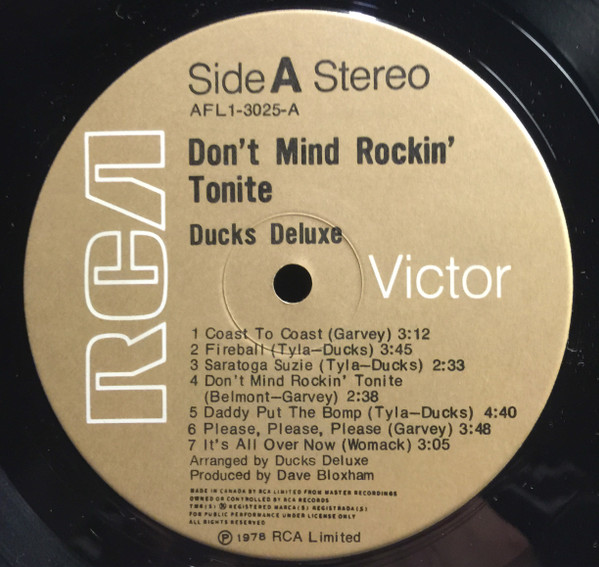 Side A Stereo
AFL1-3025-A
Don't Mind Rockin'
Tonite
Ducks Deluxe
RCA
Victor
1 Coast To Coast (Garvey) 3:12
2 Fireball (Tyla—Ducks) 3:45
3 Saratoga Suzie (Tyla—Ducks) 2:33
4 Don't Mind Rockin' Tonite
(Belmont—Garvey) 2:38
5 Daddy Put The Bomp (Tyla—Ducks) 4:40
6 Please, Please, Please (Garvey) 3:48
7 It's All Over Now (Womack) 3:05
Arranged by Ducks Deluxe
Produced by Dave Bloxham
MADE IN CANADA BY RCA LIMITED FROM MASTER RECORDINGS
OWNED OR CONTROLLED BY RCA RECORDS
TMK(S) ® REGISTERED MARCA(S) REGISTRADA(S)
FOR PUBLIC PERFORMANCE UNDER LICENSE ONLY
ALL RIGHTS RESERVED
℗ 1978 RCA Limited